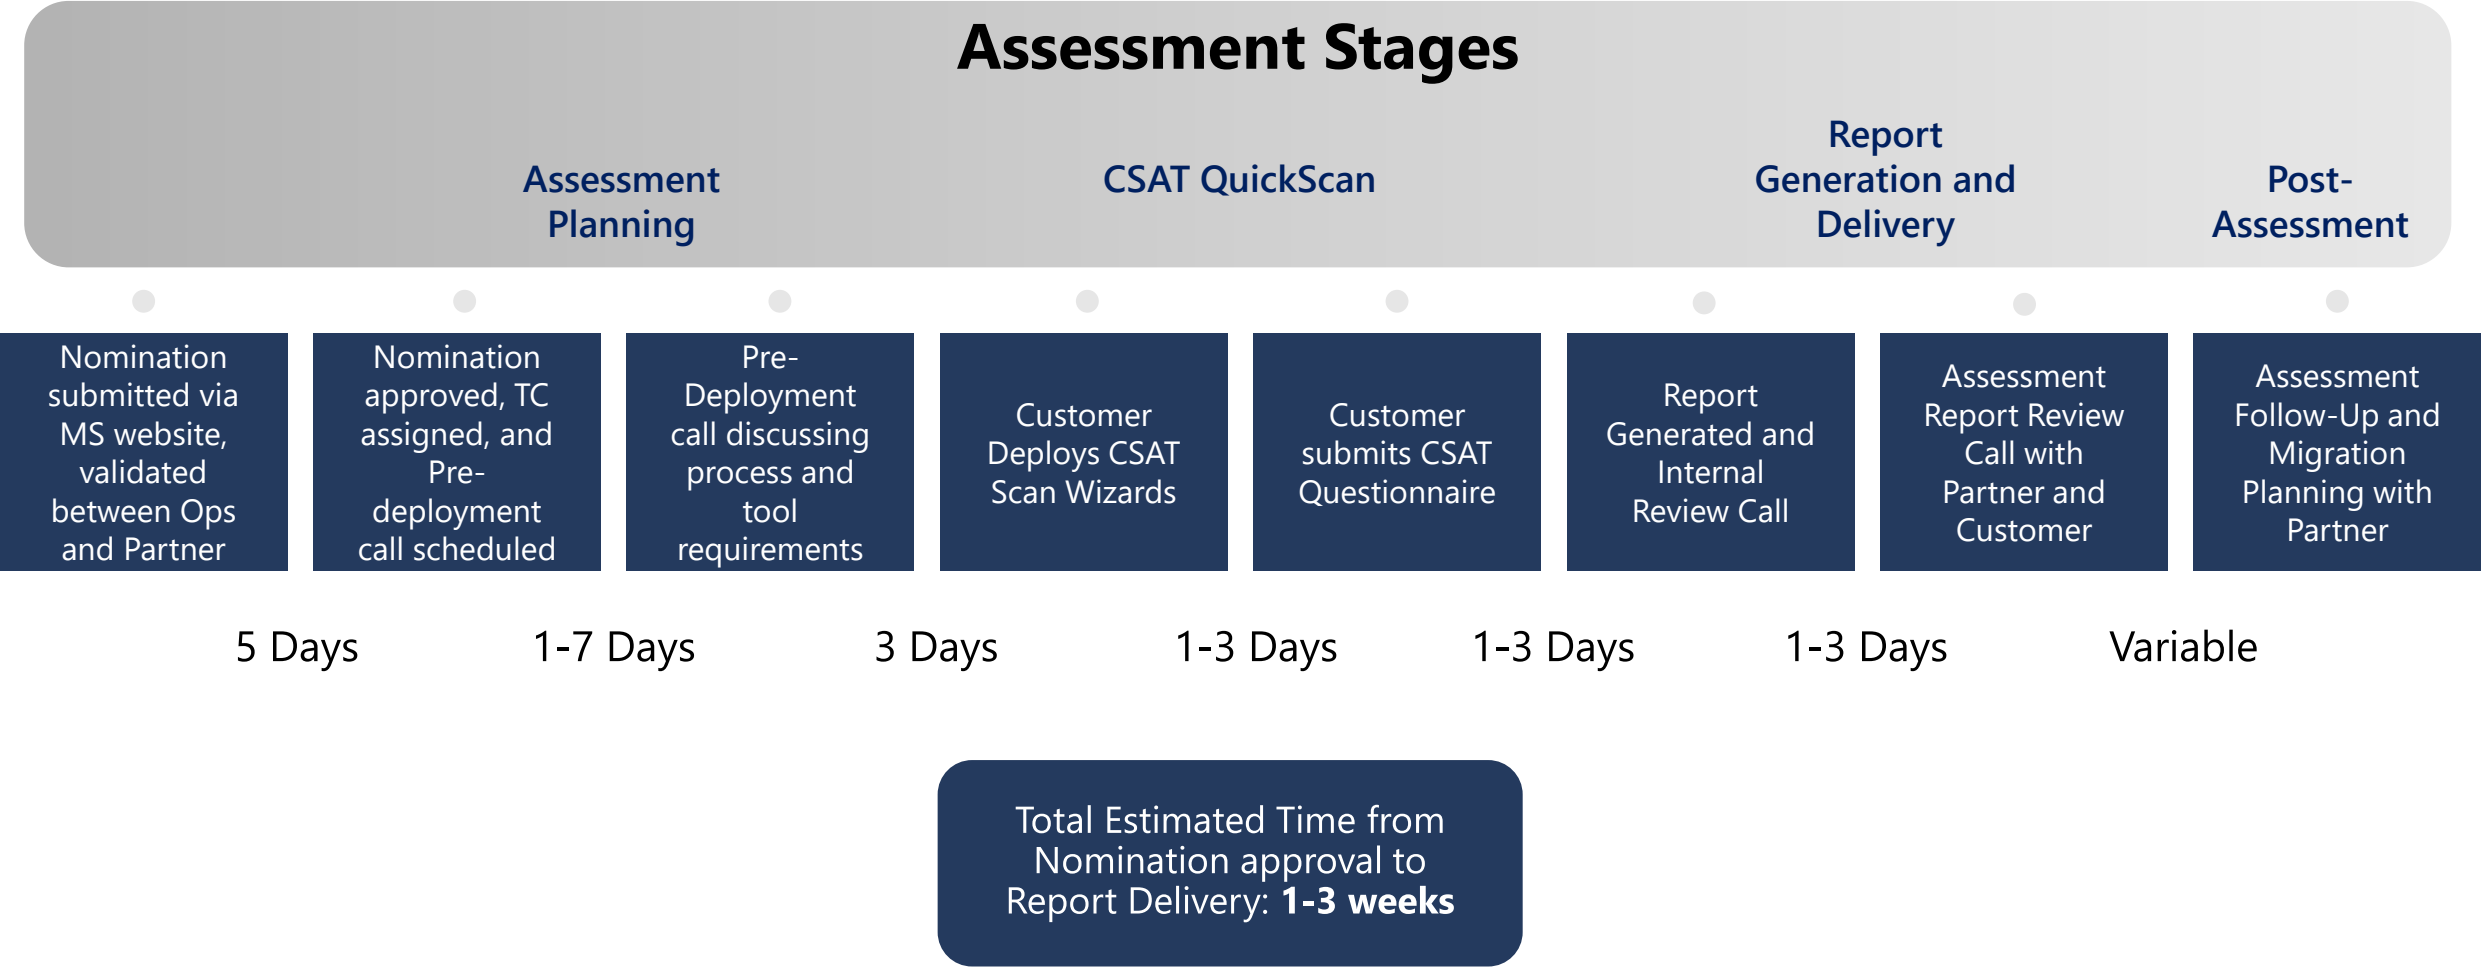 Assessment Stages
Assessment
Planning
CSAT QuickScan
Report
Generation and
Delivery
Post-
Assessment
Nomination
submitted via
MS website,
validated
between Ops
and Partner
Nomination
approved, TC
assigned, and
Pre-
deployment
call scheduled
Pre-
Deployment
call discussing
process and
tool
requirements
Customer
Deploys CSAT
Scan Wizards
Customer
submits CSAT
Questionnaire
Report
Generated and
Internal
Review Call
Assessment
Report Review
Call with
Partner and
Customer
Assessment
Follow-Up and
Migration
Planning with
Partner
5 Days
1-7 Days
3 Days
1-3 Days
1-3 Days
1-3 Days
Variable
Total Estimated Time from
Nomination approval to
Report Delivery: 1-3 weeks